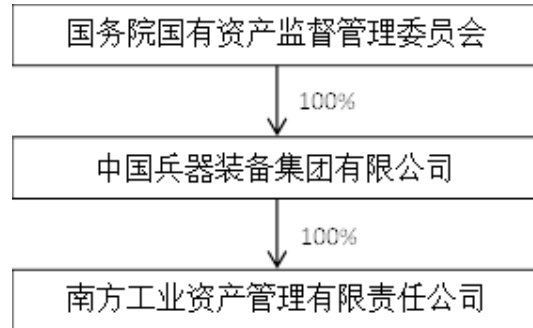 国务院国有资产监督管理委员会
100%
中国兵器装备集团有限公司
100%
南方工业资产管理有限责任公司